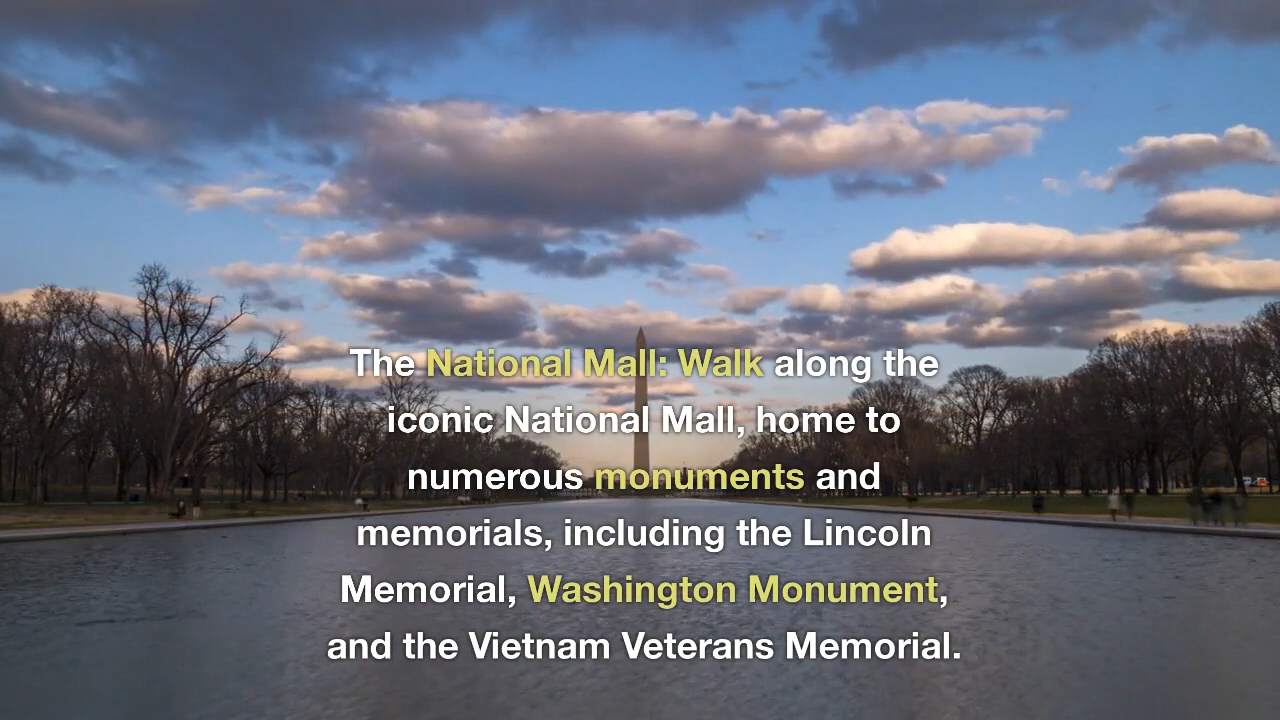 The National Mall: Walk along the
iconic National Mall, home to
numerous monuments and
memorials, including the Lincoln
Memorial, Washington Monument,
and the Vietnam Veterans Memorial.